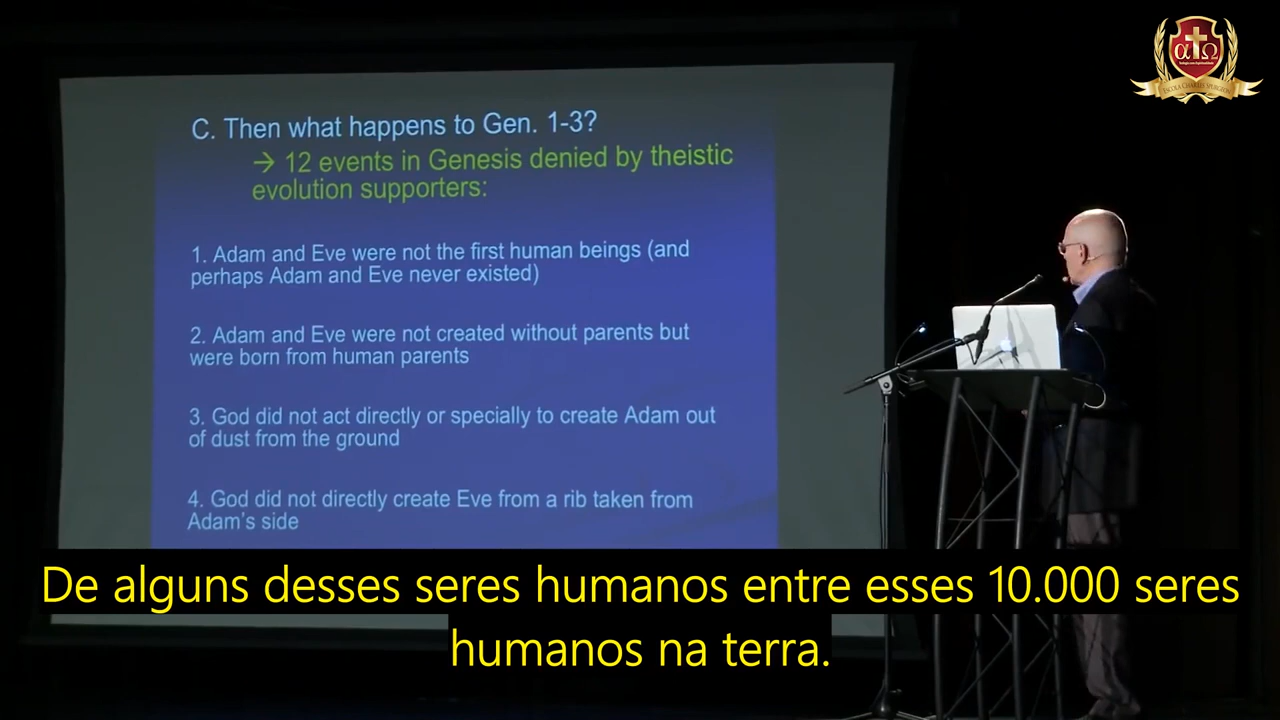 αΩ
ESCOLA CHARLES SPURGEON
C. Then what happens to Gen. 1-3?
→ 12 events in Genesis denied by theistic
evolution supporters:
1. Adam and Eve were not the first human beings (and
perhaps Adam and Eve never existed)
2. Adam and Eve were not created without parents but
were born from human parents
3. God did not act directly or specially to create Adam out
of dust from the ground
4. God did not directly create Eve from a rib taken from
Adam's side
De alguns desses seres humanos entre esses 10.000 seres
humanos na terra.